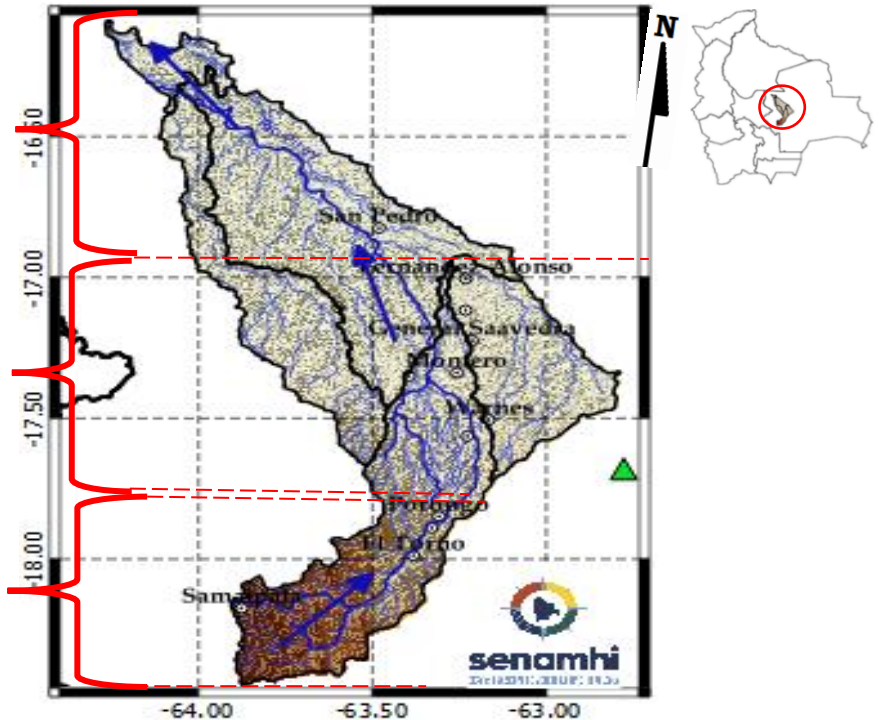 N
-16.50
San Pedro
-17.00
Fernández Alonso
General Saavedra
Montero
-17.50
Warnes
Porongo
-18.00
El Torno
Samaipata
senamhi
-64.00
-63.50
-63.00